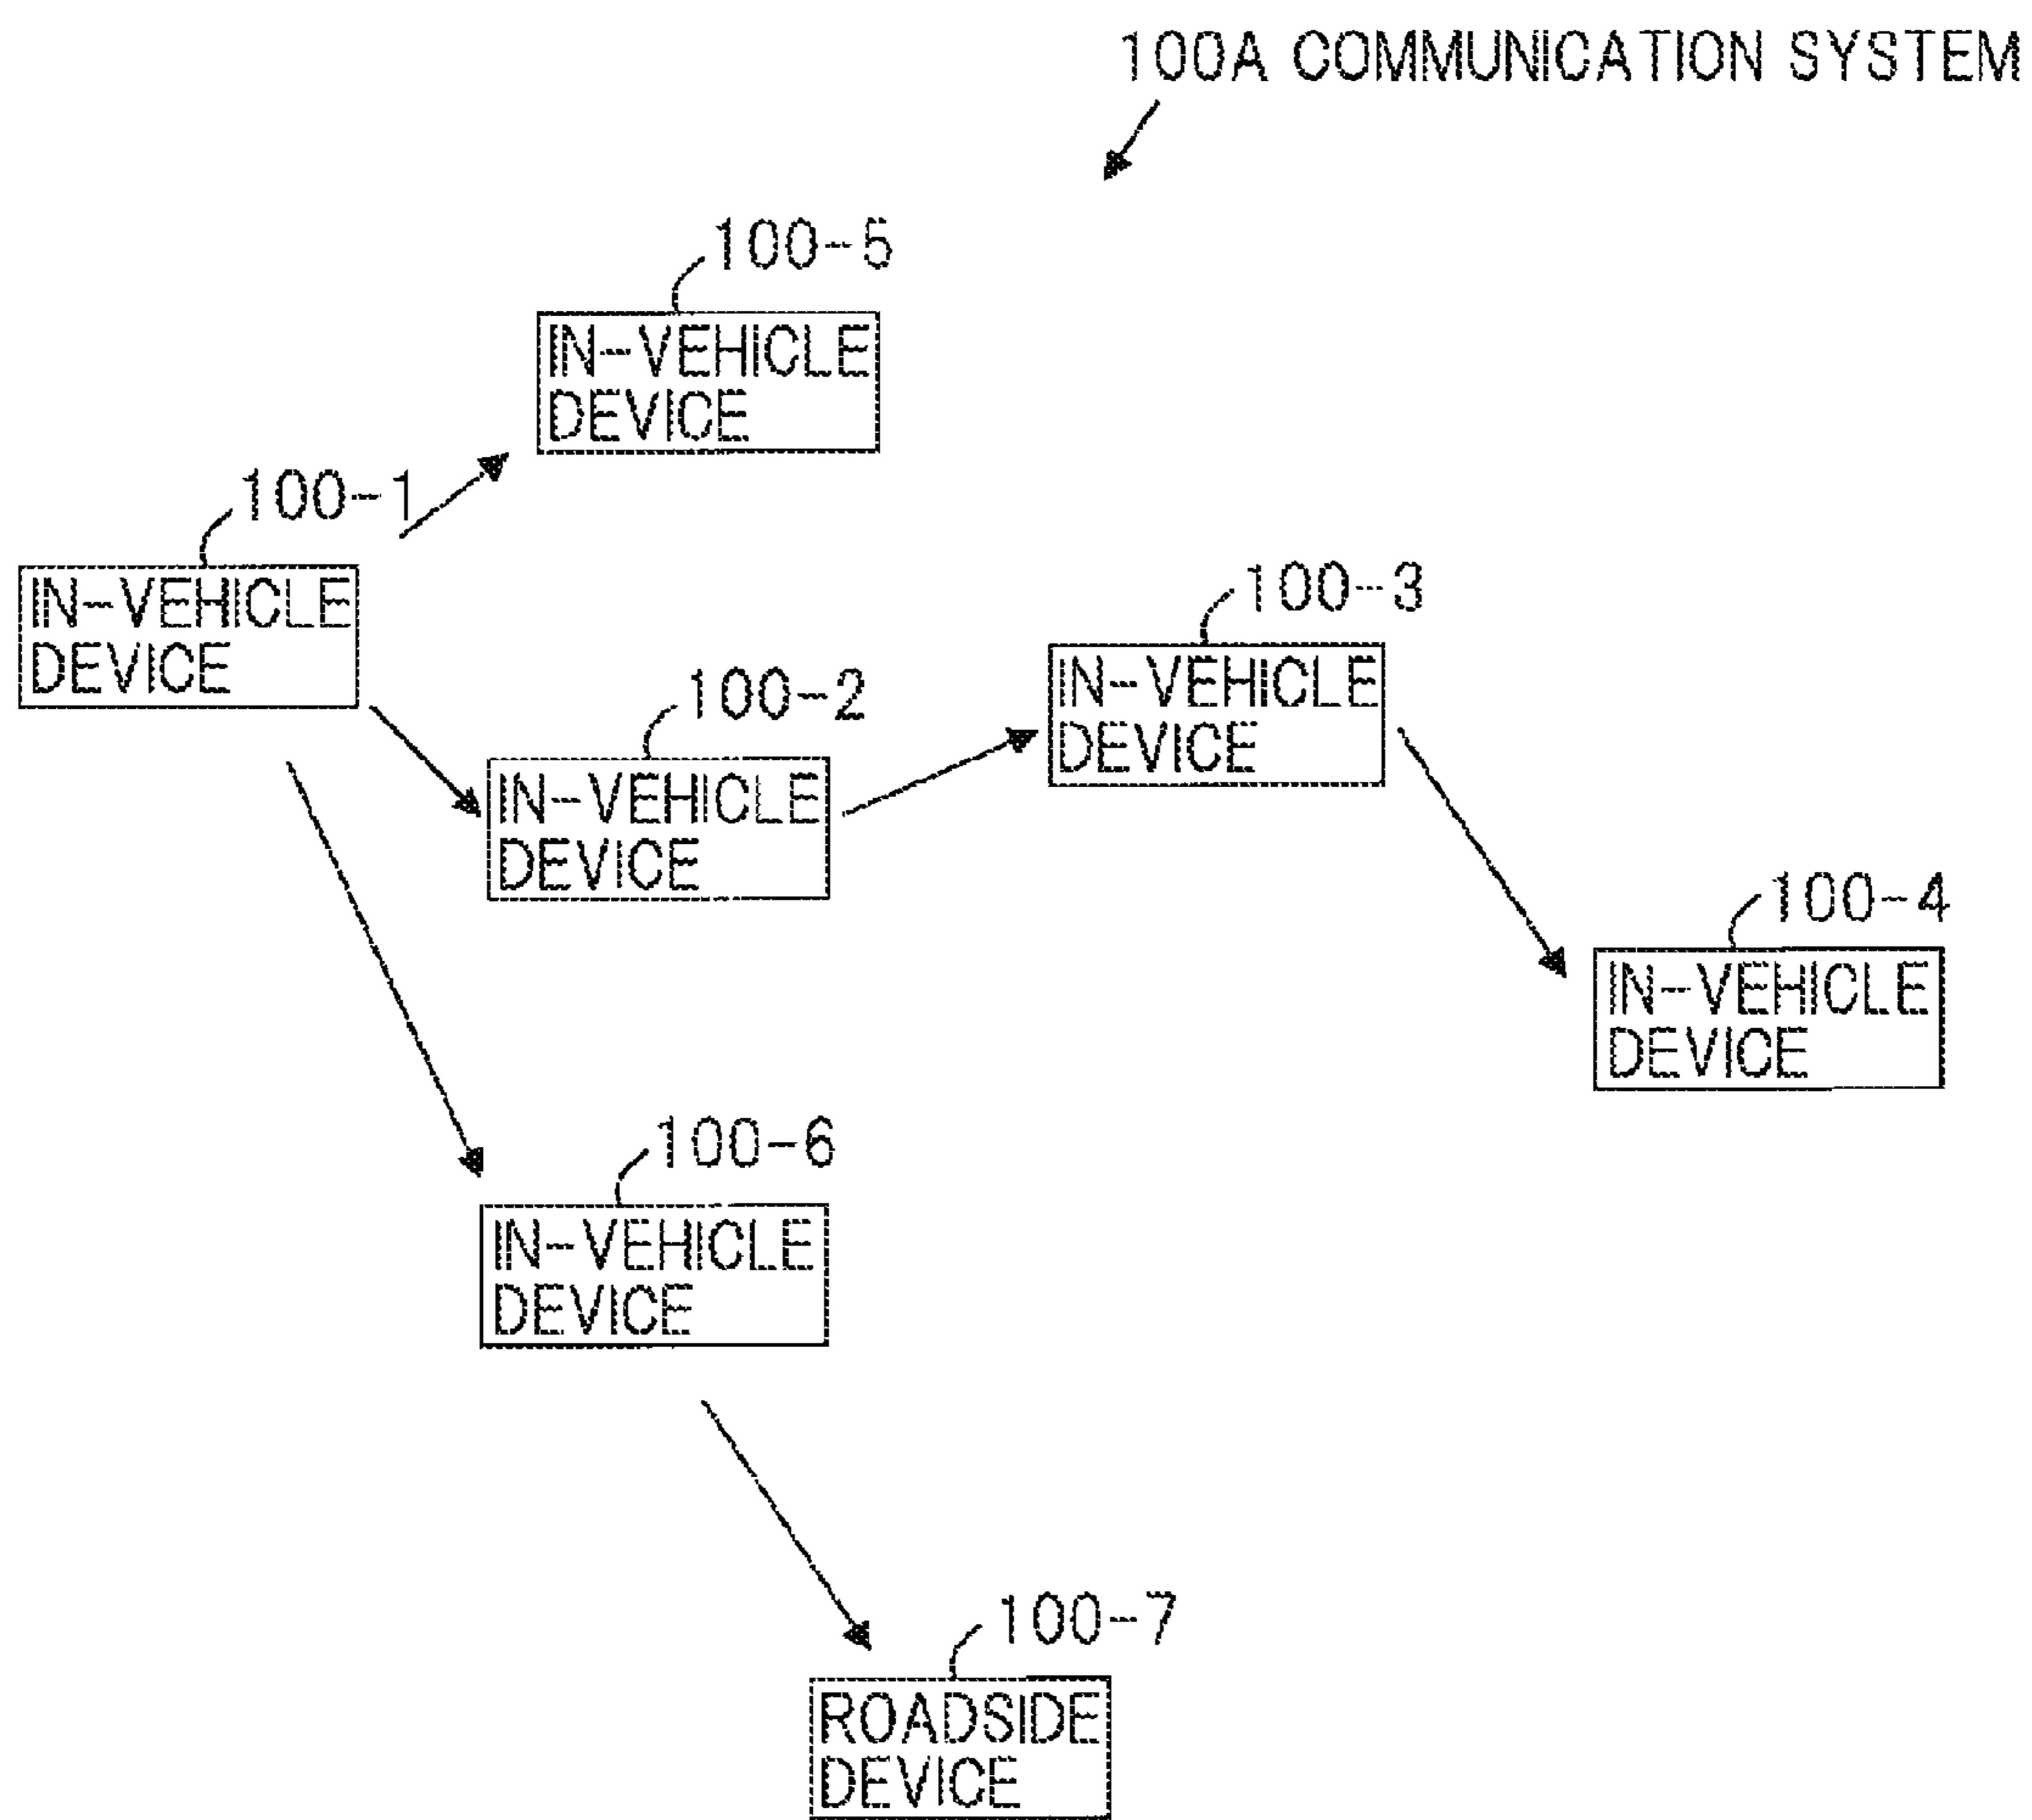 100A COMMUNICATION SYSTEM
100-5
IN-VEHICLE
DEVICE
100-1
IN-VEHICLE
DEVICE
100-3
IN-VEHICLE
DEVICE
100-2
IN-VEHICLE
DEVICE
100-4
IN-VEHICLE
DEVICE
100-6
IN-VEHICLE
DEVICE
100-7
ROADSIDE
DEVICE